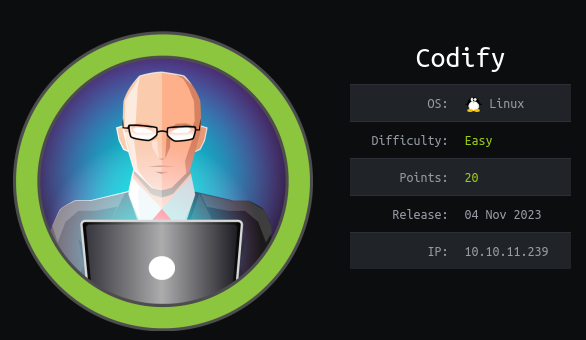 Codify
OS: Linux
Difficulty: Easy
Points: 20
Release: 04 Nov 2023
IP: 10.10.11.239